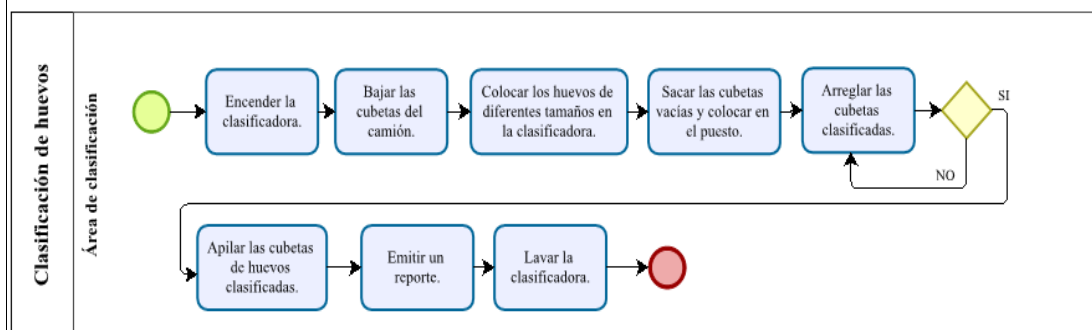 Clasificación de huevos
Área de clasificación
Encender la
clasificadora.
Bajar las
cubetas del
camión.
Colocar los huevos de
diferentes tamaños en
la clasificadora.
Sacar las cubetas
vacías y colocar en
el puesto.
Arreglar las
cubetas
clasificadas.
SI
NO
Apilar las cubetas
de huevos
clasificadas.
Emitir un
reporte.
Lavar la
clasificadora.